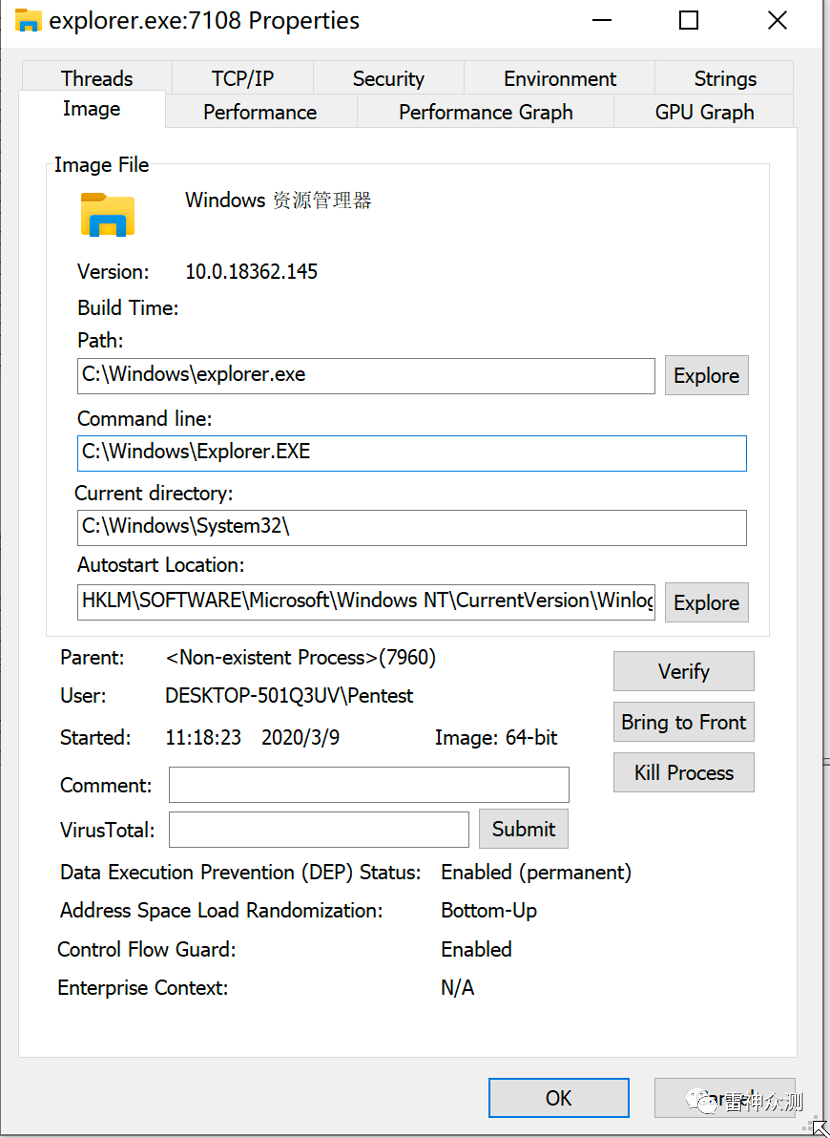 explorer.exe:7108 Properties
Threads TCP/IP Security Environment Strings
Image Performance Performance Graph GPU Graph
Image File
Windows 资源管理器
Version: 10.0.18362.145
Build Time:
Path:
C:\Windows\explorer.exe Explore
Command line:
C:\Windows\Explorer.EXE
Current directory:
C:\Windows\System32\
Autostart Location:
HKLM\SOFTWARE\Microsoft\Windows NT\CurrentVersion\Winlog Explore
Parent: <Non-existent Process>(7960) Verify
User: DESKTOP-501Q3UV\Pentest
Bring to Front
Started: 11:18:23 2020/3/9 Image: 64-bit
Kill Process
Comment:
VirusTotal: Submit
Data Execution Prevention (DEP) Status: Enabled (permanent)
Address Space Load Randomization: Bottom-Up
Control Flow Guard: Enabled
Enterprise Context: N/A
OK
雷神众测